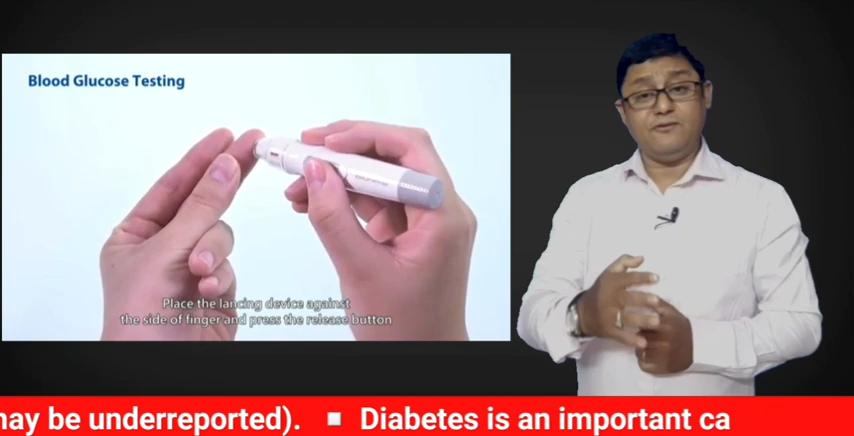 Blood Glucose Testing
Place the lancing device against
the side of finger and press the release button
may be underreported). ▪ Diabetes is an important ca